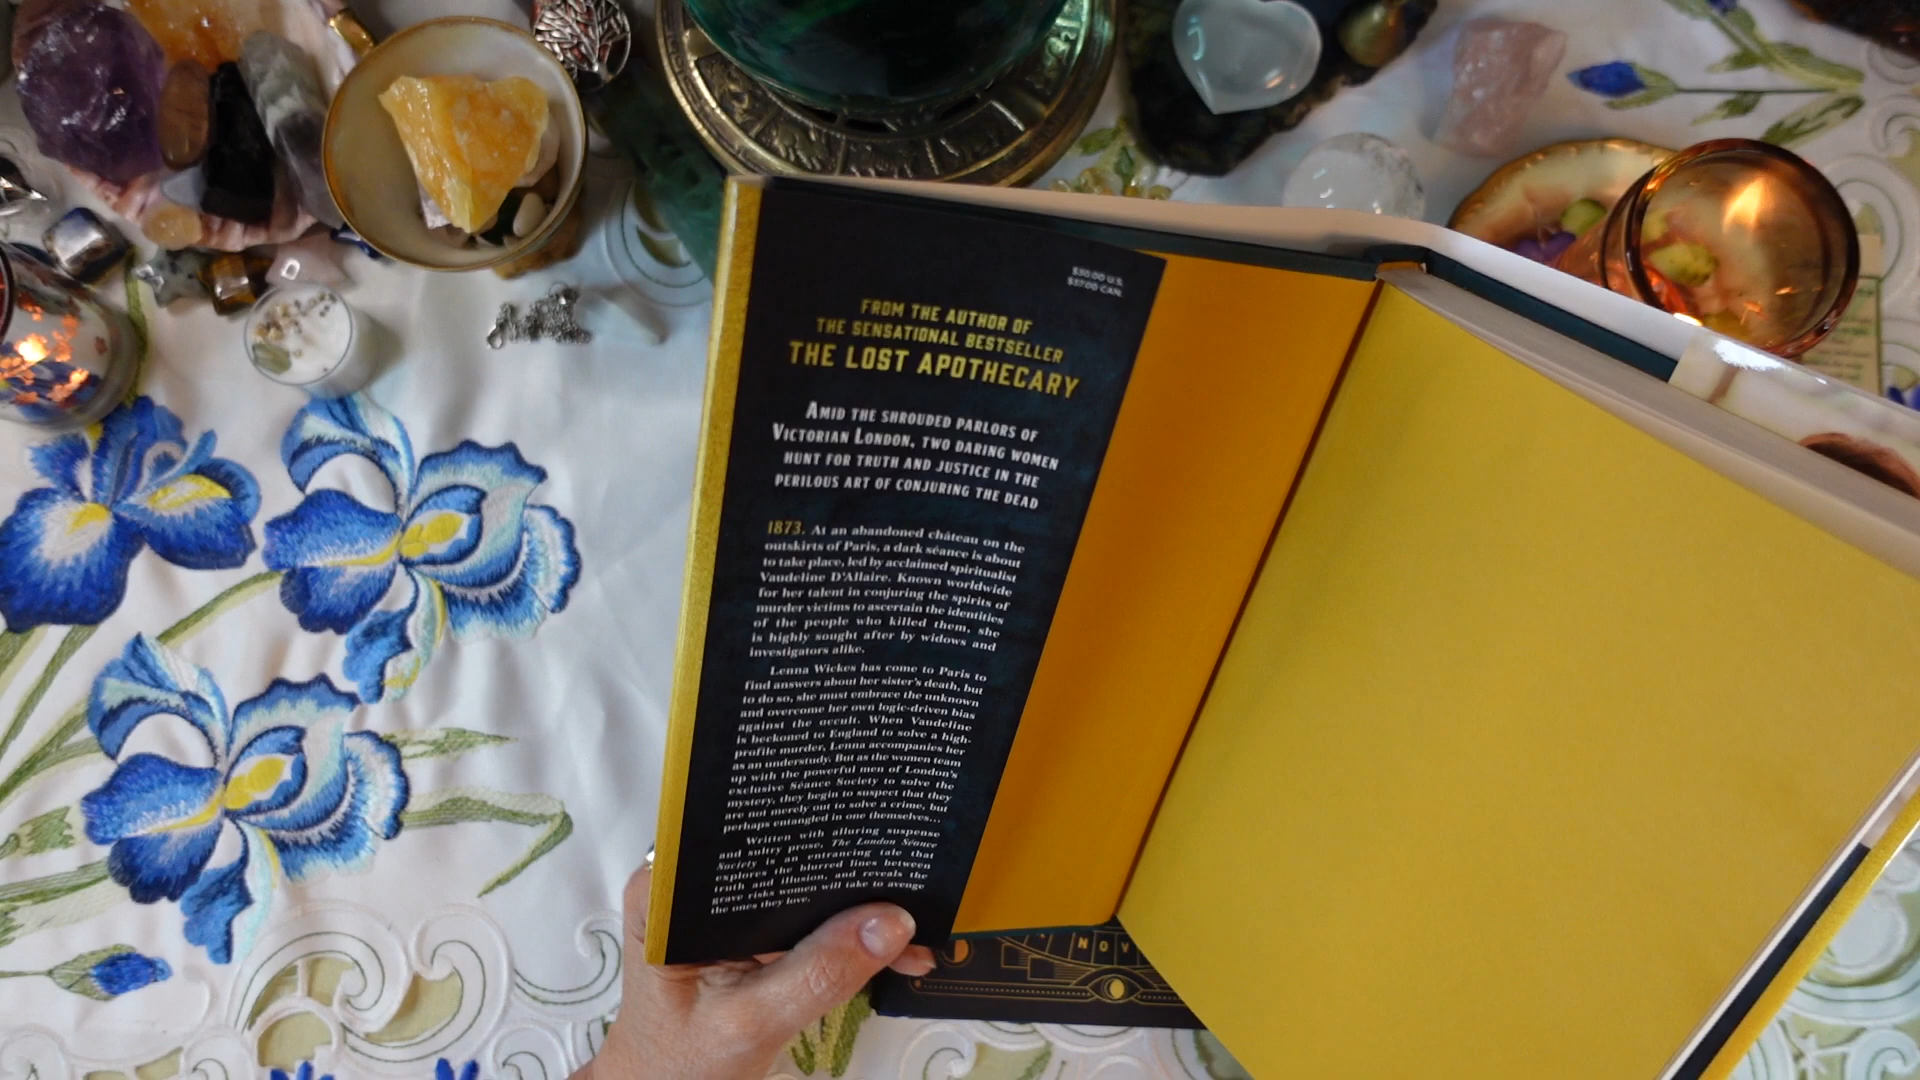 $30.00 U.S.
$37.00 CAN.
FROM THE AUTHOR OF
THE SENSATIONAL BESTSELLER
THE LOST APOTHECARY
AMID THE SHROUDED PARLORS OF
VICTORIAN LONDON, TWO DARING WOMEN
HUNT FOR TRUTH AND JUSTICE IN THE
PERILOUS ART OF CONJURING THE DEAD
1873. At an abandoned château on the
outskirts of Paris, a dark séance is about
to take place, led by acclaimed spiritualist
Vaudeline D'Allaire. Known worldwide
for her talent in conjuring the spirits of
murder victims to ascertain the identities
of the people who killed them, she
is highly sought after by widows and
investigators alike.
Lenna Wickes has come to Paris to
find answers about her sister's death, but
to do so, she must embrace the unknown
and overcome her own logic-driven bias
against the occult. When Vaudeline
is beckoned to England to solve a high-
profile murder, Lenna accompanies her
as an understudy. But as the women team
up with the powerful men of London's
exclusive Séance Society to solve the
mystery, they begin to suspect that they
are not merely out to solve a crime, but
perhaps entangled in one themselves...
Written with alluring suspense
and sultry prose, The London Séance
Society is an entrancing tale that
explores the blurred lines between
truth and illusion, and reveals the
grave risks women will take to avenge
the ones they love.
NOV